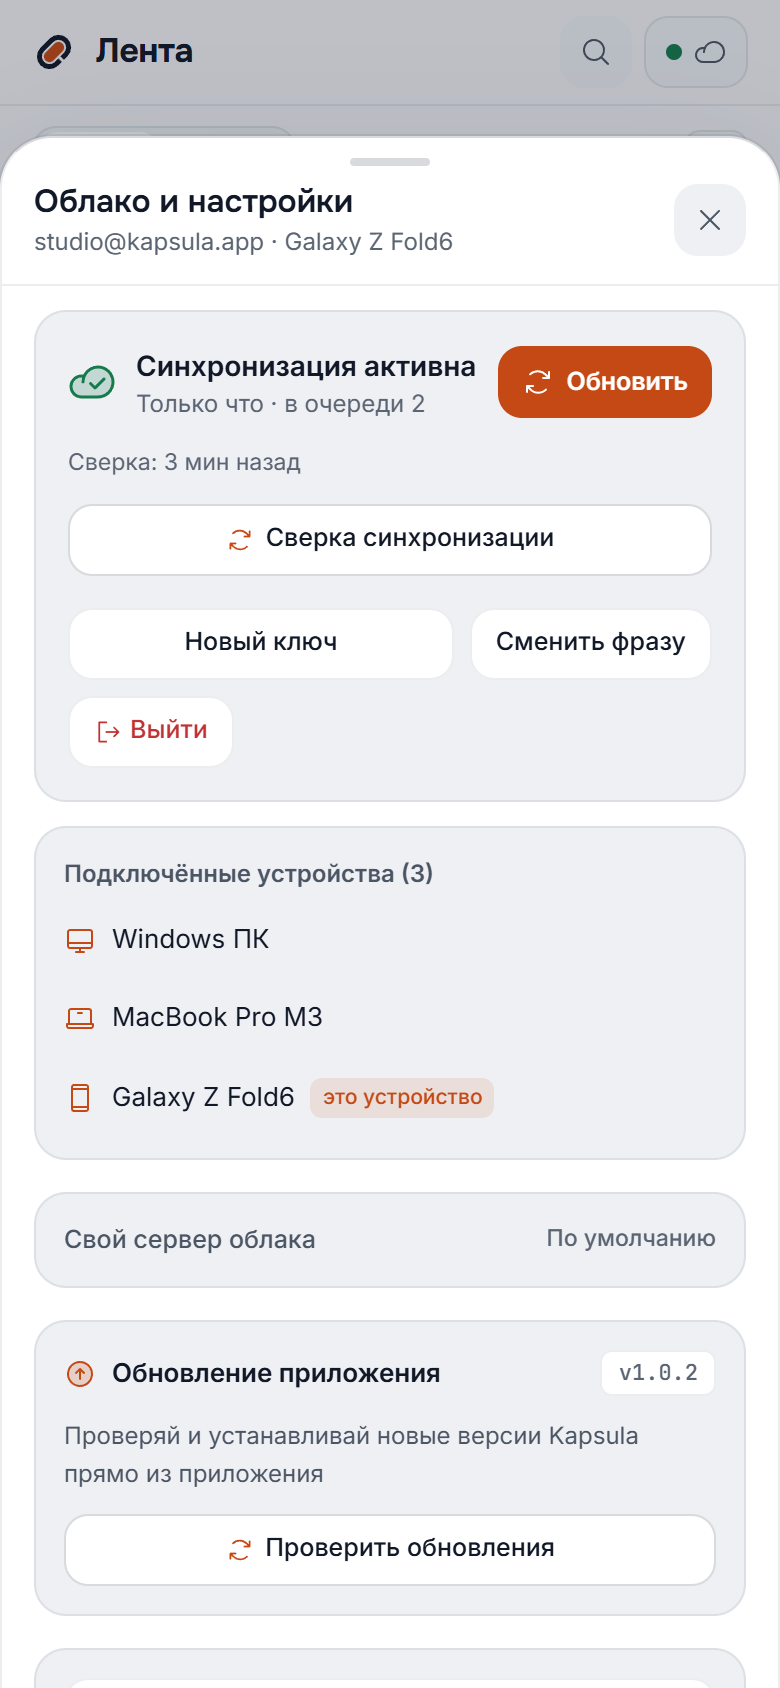 Лента
Облако и настройки
studio@kapsula.app · Galaxy Z Fold6
Синхронизация активна
Только что · в очереди 2
Обновить
Сверка: 3 мин назад
Сверка синхронизации
Новый ключ
Сменить фразу
Выйти
Подключённые устройства (3)
Windows ПК
MacBook Pro M3
Galaxy Z Fold6
это устройство
Свой сервер облака
По умолчанию
Обновление приложения
v1.0.2
Проверяй и устанавливай новые версии Kapsula
прямо из приложения
Проверить обновления